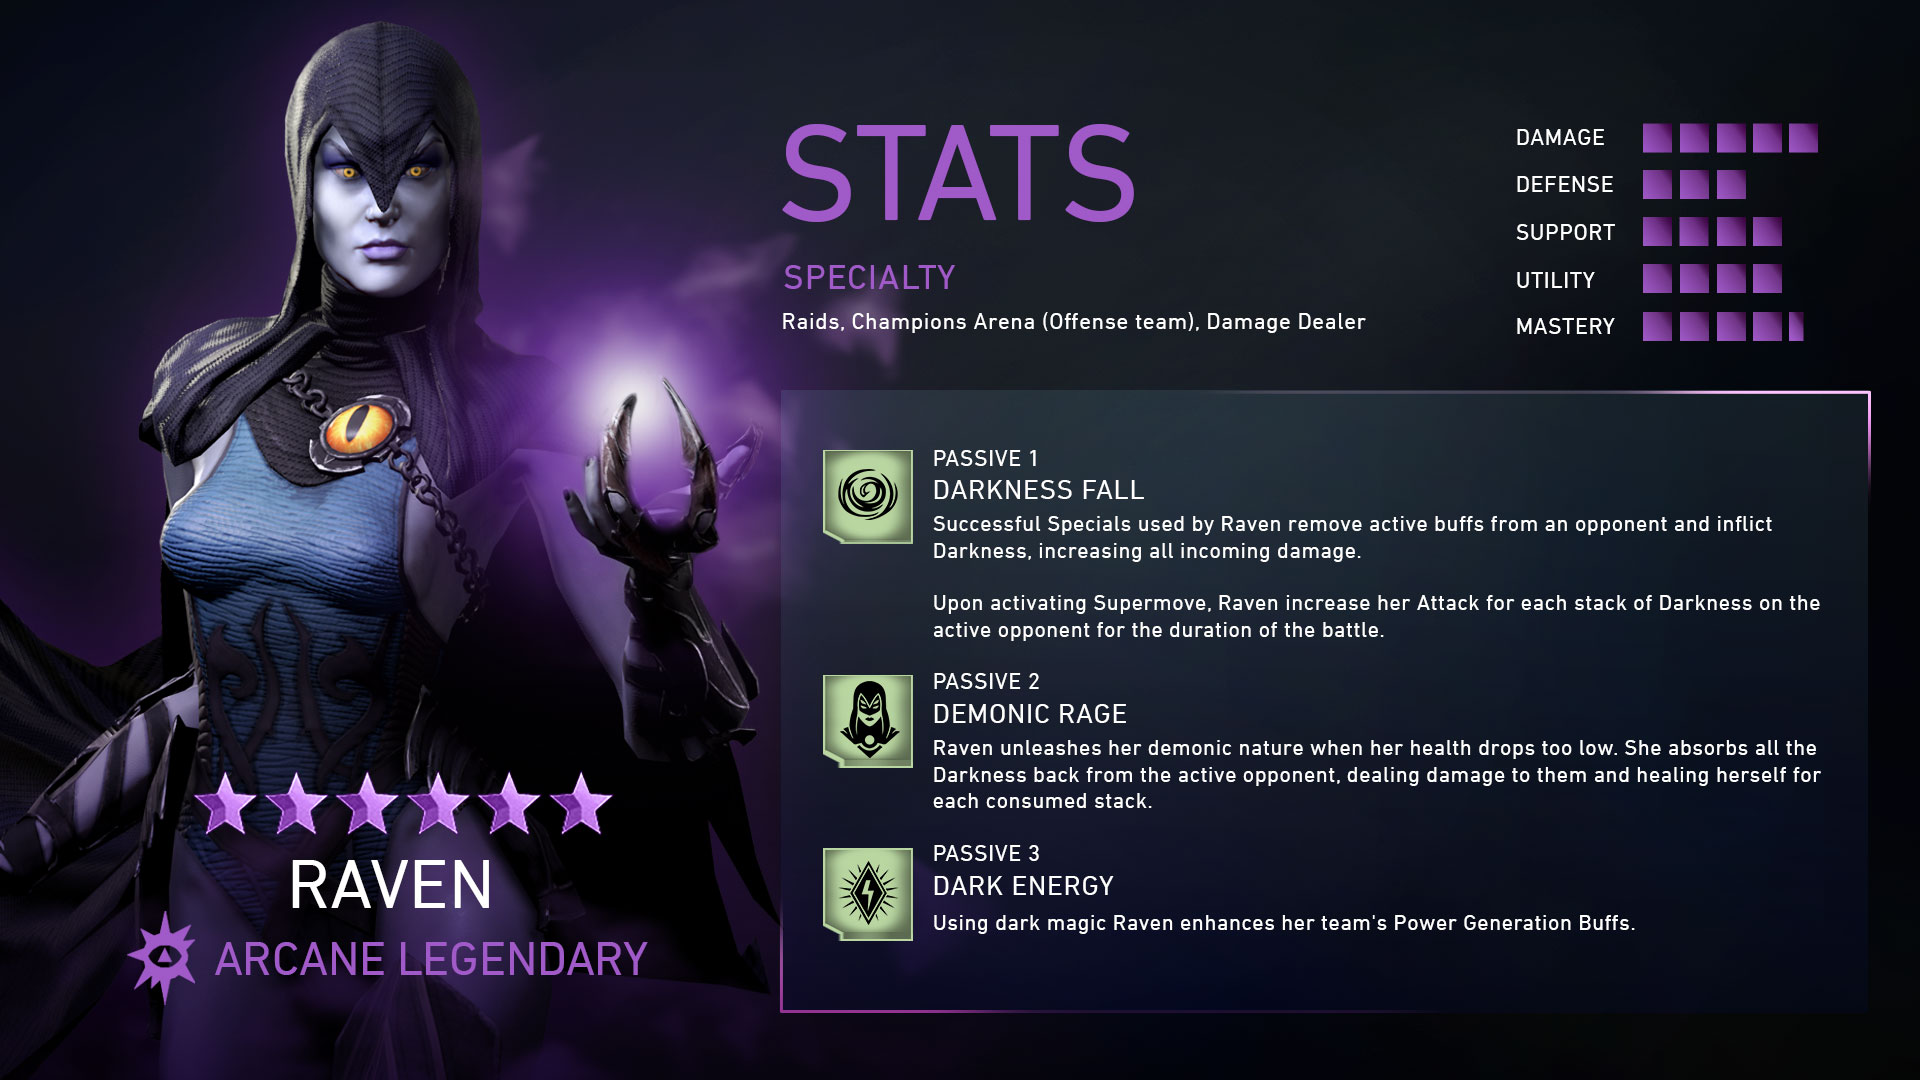 STATS
SPECIALTY
Raids, Champions Arena (Offense team), Damage Dealer
DAMAGE
DEFENSE
SUPPORT
UTILITY
MASTERY
PASSIVE 1
DARKNESS FALL
Successful Specials used by Raven remove active buffs from an opponent and inflict
Darkness, increasing all incoming damage.
Upon activating Supermove, Raven increase her Attack for each stack of Darkness on the
active opponent for the duration of the battle.
PASSIVE 2
DEMONIC RAGE
Raven unleashes her demonic nature when her health drops too low. She absorbs all the
Darkness back from the active opponent, dealing damage to them and healing herself for
each consumed stack.
PASSIVE 3
DARK ENERGY
Using dark magic Raven enhances her team's Power Generation Buffs.
RAVEN
ARCANE LEGENDARY